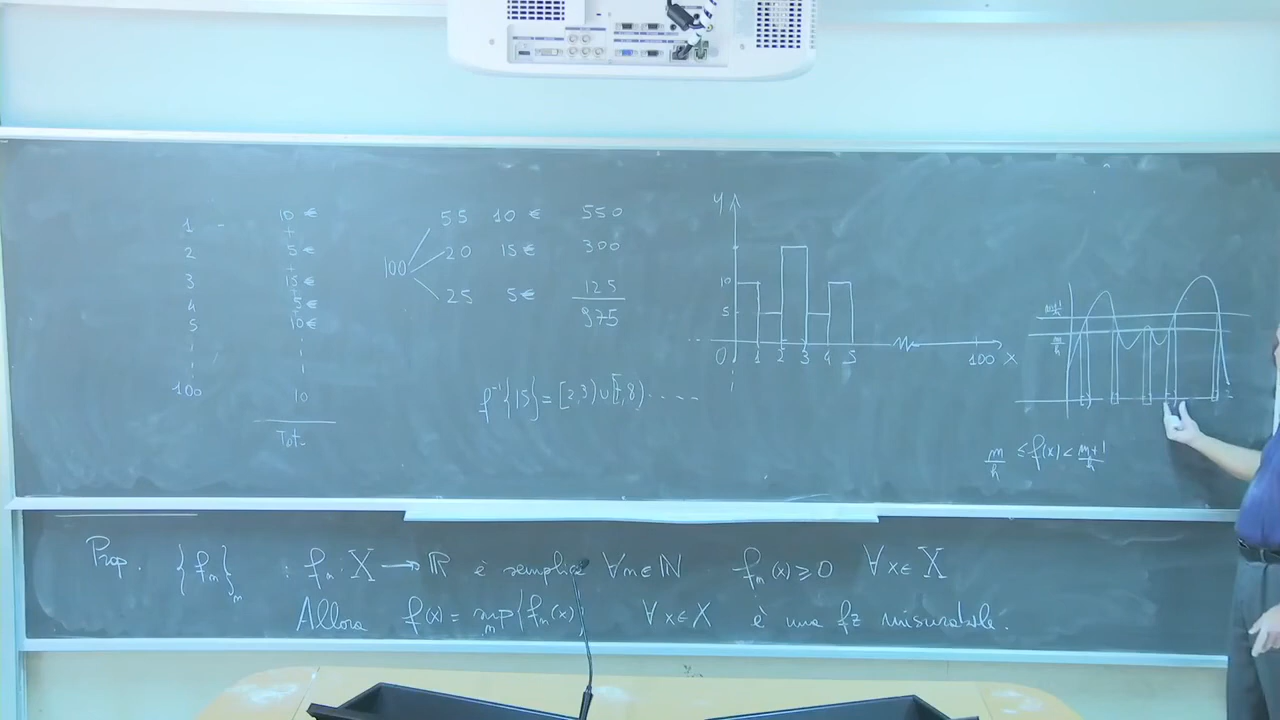 1 - 10 €
+
2 5 €
+
3 15 €
+
4 5 €
+
5 10 €
100 10
Tot.
100
55 10 € 550
20 15 € 300
25 5 € 125
975
f⁻¹{15} = [2,3) ∪ [7,8) ....
y
10
5
0 1 2 3 4 5 100 x
m+1/k
m/k
m/k ≤ f(x) < m+1/k
Prop. {fₙ}ₙ : fₙ: X → ℝ è semplice ∀n∈ℕ fₙ(x) ≥ 0 ∀x∈X
Allora f(x) = sup ₙ {fₙ(x)} ∀x∈X è una fz misurabile.